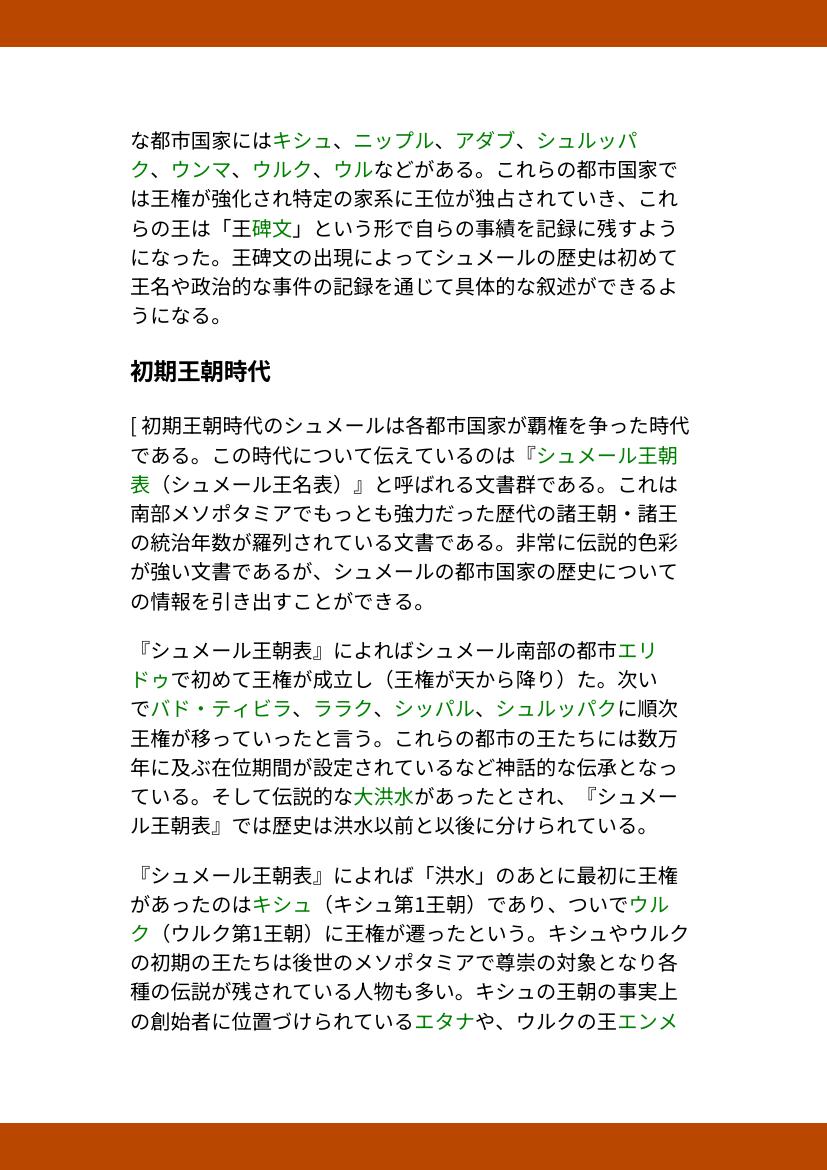 な都市国家にはキシュ、ニップル、アダブ、シュルッパ
ク、ウンマ、ウルク、ウルなどがある。これらの都市国家で
は王権が強化され特定の家系に王位が独占されていき、これ
らの王は「王碑文」という形で自らの事績を記録に残すよう
になった。王碑文の出現によってシュメールの歴史は初めて
王名や政治的な事件の記録を通じて具体的な叙述ができるよ
うになる。
初期王朝時代
[ 初期王朝時代のシュメールは各都市国家が覇権を争った時代
である。この時代について伝えているのは『シュメール王朝
表（シュメール王名表）』と呼ばれる文書群である。これは
南部メソポタミアでもっとも強力だった歴代の諸王朝・諸王
の統治年数が羅列されている文書である。非常に伝説的色彩
が強い文書であるが、シュメールの都市国家の歴史について
の情報を引き出すことができる。
『シュメール王朝表』によればシュメール南部の都市エリ
ドゥで初めて王権が成立し（王権が天から降り）た。次い
でバド・ティビラ、ララク、シッパル、シュルッパクに順次
王権が移っていったと言う。これらの都市の王たちには数万
年に及ぶ在位期間が設定されているなど神話的な伝承となっ
ている。そして伝説的な大洪水があったとされ、『シュメー
ル王朝表』では歴史は洪水以前と以後に分けられている。
『シュメール王朝表』によれば「洪水」のあとに最初に王権
があったのはキシュ（キシュ第1王朝）であり、ついでウル
ク（ウルク第1王朝）に王権が遷ったという。キシュやウルク
の初期の王たちは後世のメソポタミアで尊崇の対象となり各
種の伝説が残されている人物も多い。キシュの王朝の事実上
の創始者に位置づけられているエタナや、ウルクの王エンメ